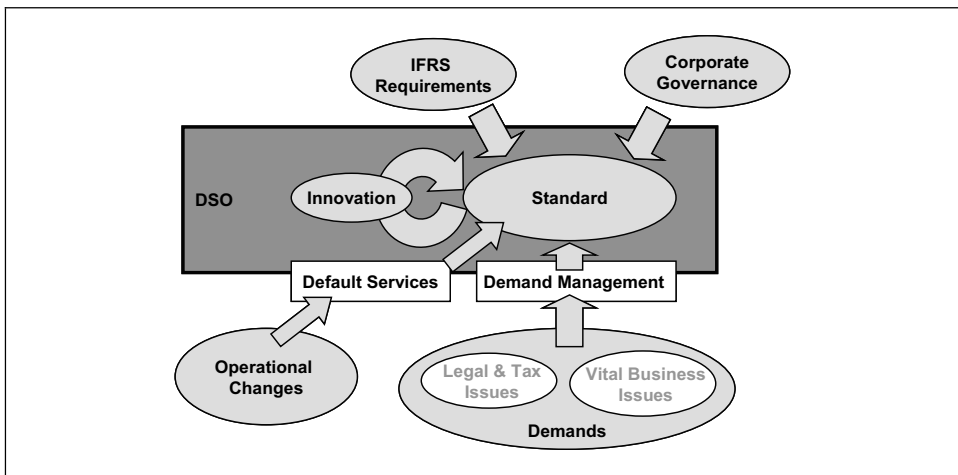 IFRS
Requirements
Corporate
Governance
DSO
Innovation
Standard
Default Services
Demand Management
Operational
Changes
Legal & Tax
Issues
Vital Business
Issues
Demands